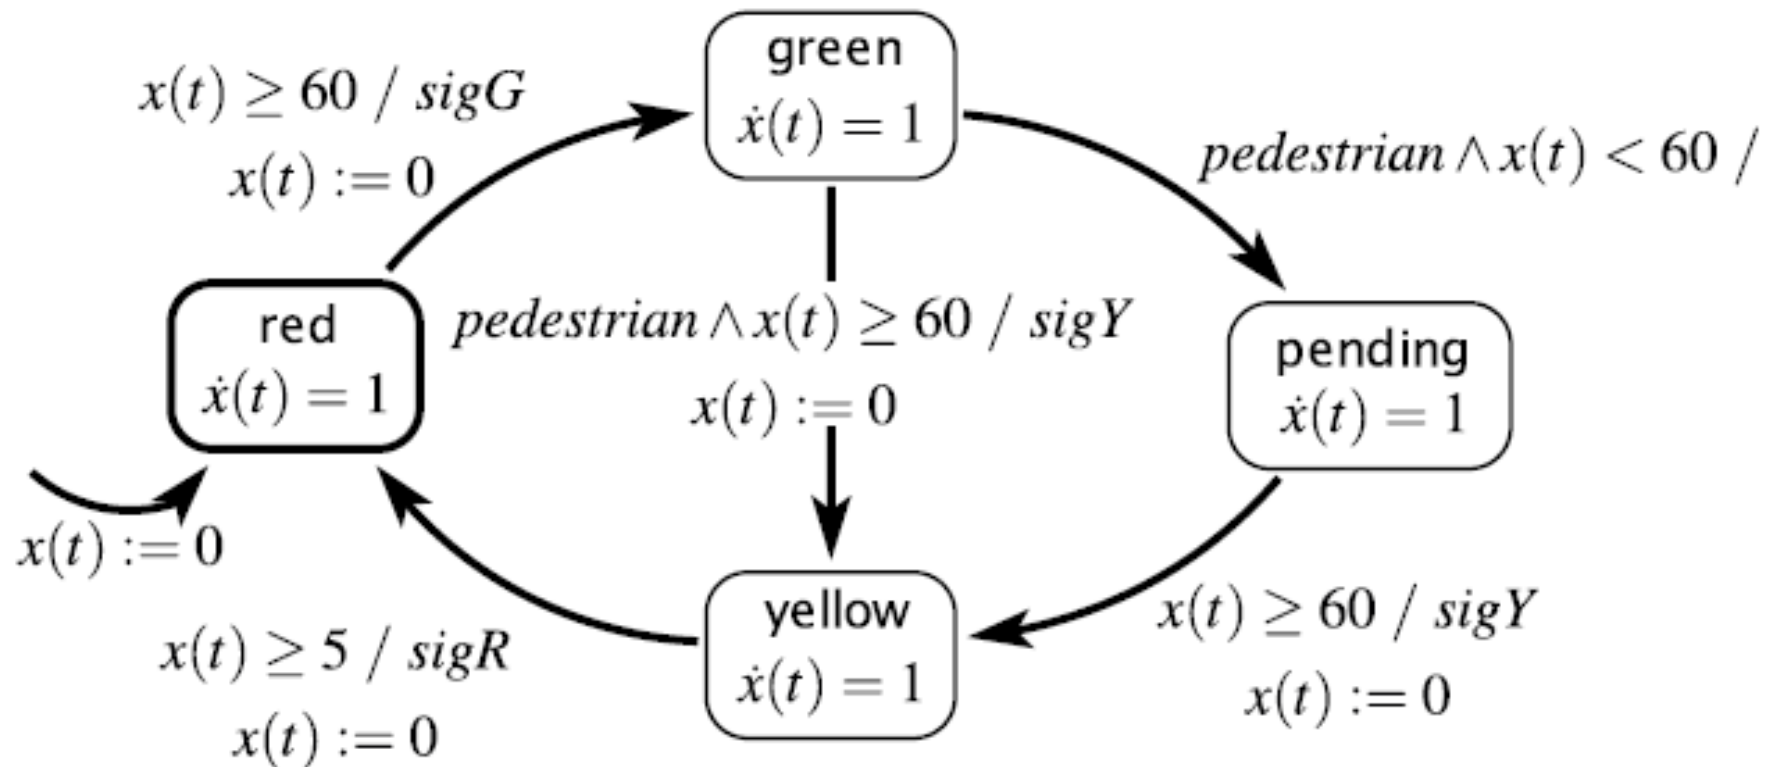 green
ẋ(t) = 1
x(t) ≥ 60 / sigG
x(t) := 0
pedestrian ∧ x(t) < 60 /
red
ẋ(t) = 1
pedestrian ∧ x(t) ≥ 60 / sigY
x(t) := 0
pending
ẋ(t) = 1
x(t) := 0
yellow
ẋ(t) = 1
x(t) ≥ 60 / sigY
x(t) := 0
x(t) ≥ 5 / sigR
x(t) := 0